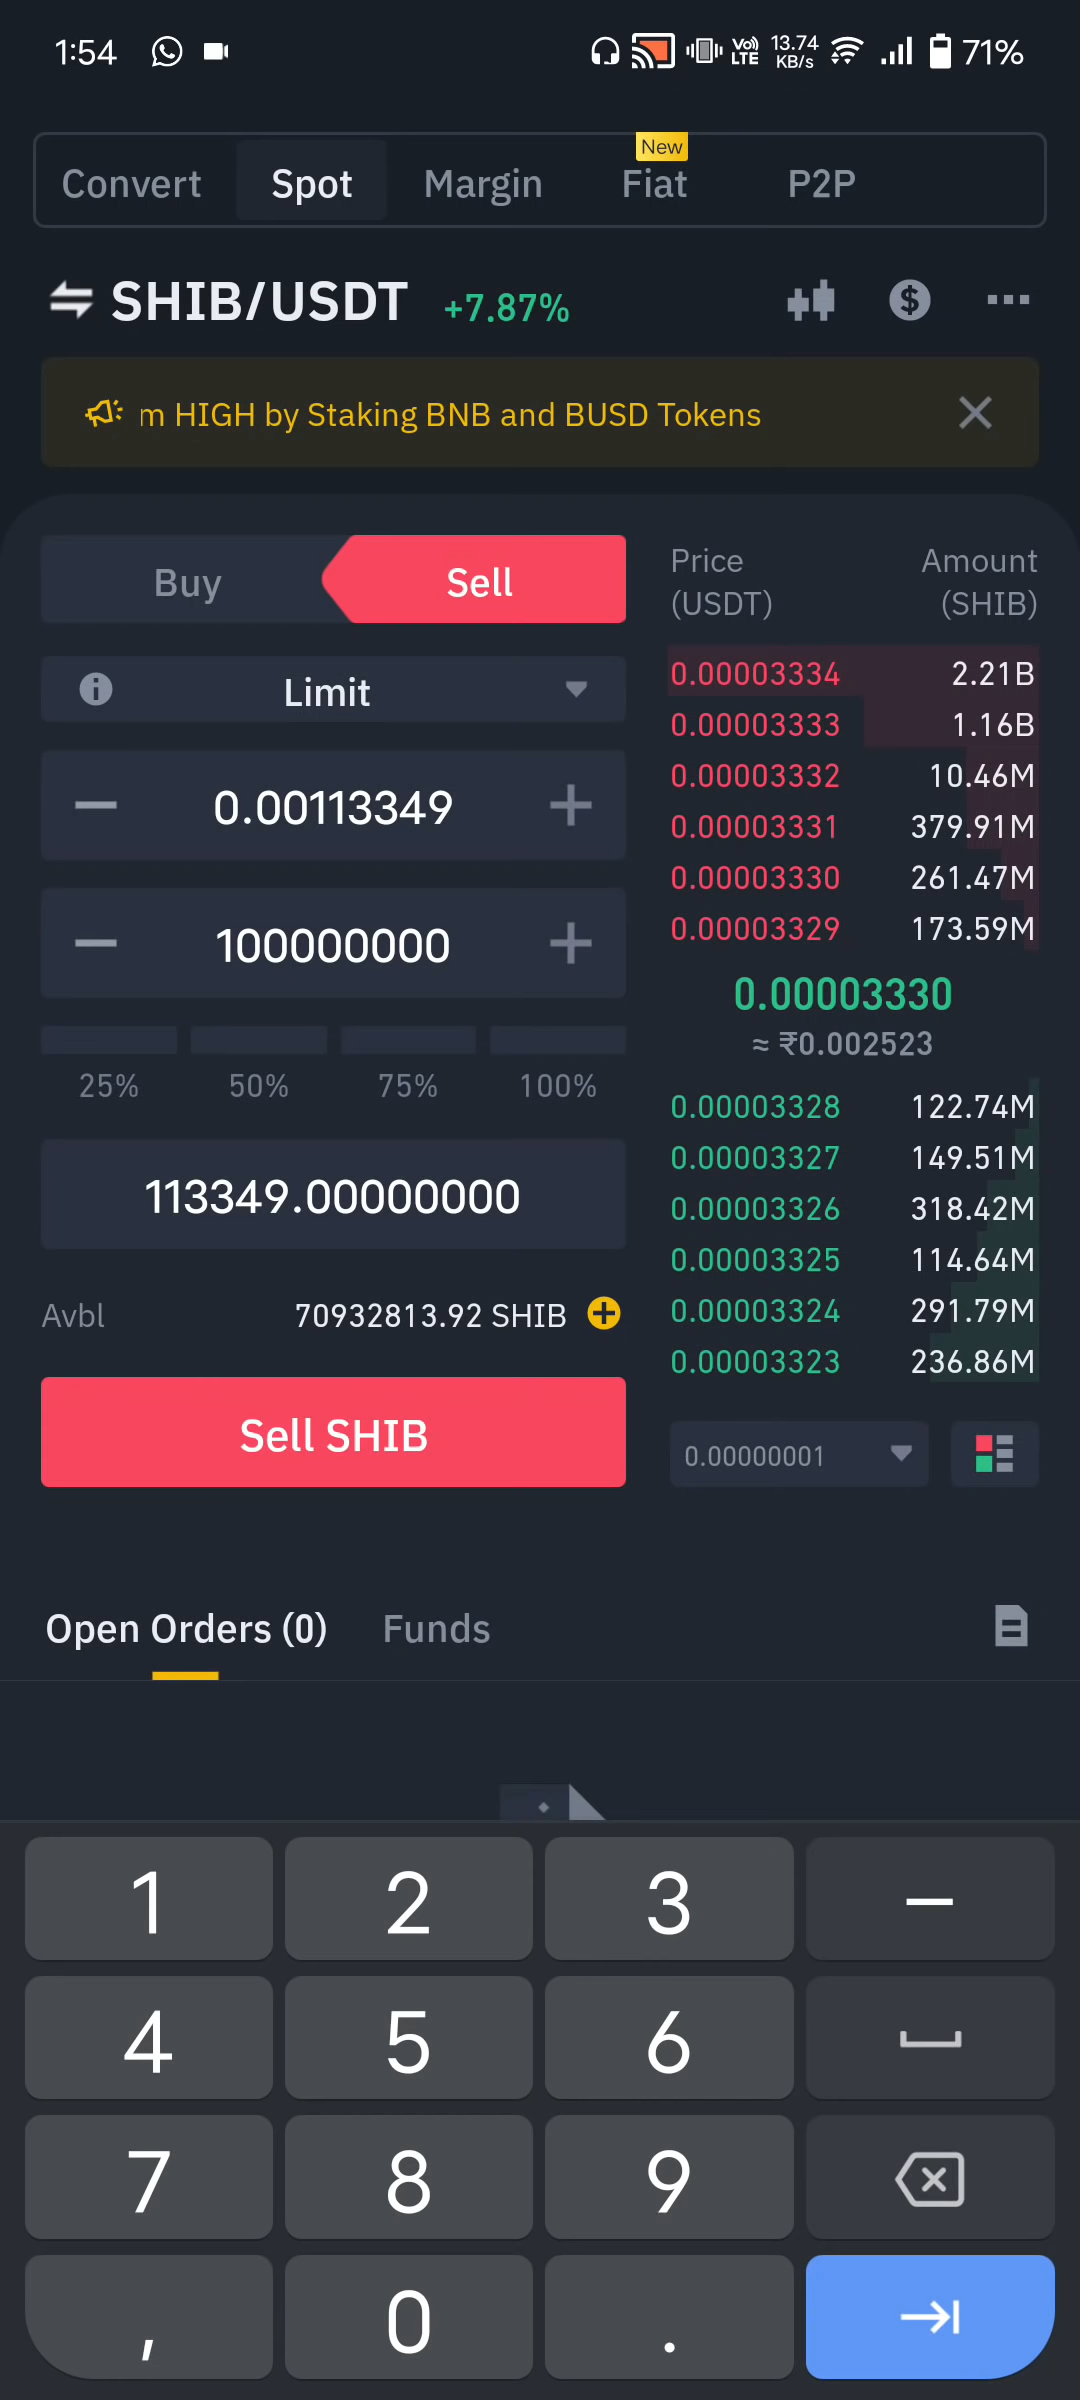 1:54 Vo) LTE 13.74 KB/s 71%
New
Convert Spot Margin Fiat P2P
SHIB/USDT +7.87% $ ...
m HIGH by Staking BNB and BUSD Tokens
Buy Sell
Price (USDT) Amount (SHIB)
Limit
0.00003334 2.21B
0.00003333 1.16B
− 0.00113349 +
0.00003332 10.46M
0.00003331 379.91M
0.00003330 261.47M
− 100000000 +
0.00003329 173.59M
0.00003330
≈ ₹0.002523
25% 50% 75% 100%
0.00003328 122.74M
0.00003327 149.51M
113349.00000000
0.00003326 318.42M
0.00003325 114.64M
Avbl 70932813.92 SHIB
0.00003324 291.79M
0.00003323 236.86M
Sell SHIB
0.00000001
Open Orders (0) Funds
1 2 3 −
4 5 6
7 8 9
, 0 .